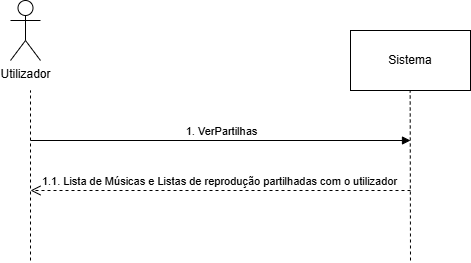 Utilizador
Sistema
1. VerPartilhas
1.1. Lista de Músicas e Listas de reprodução partilhadas com o utilizador